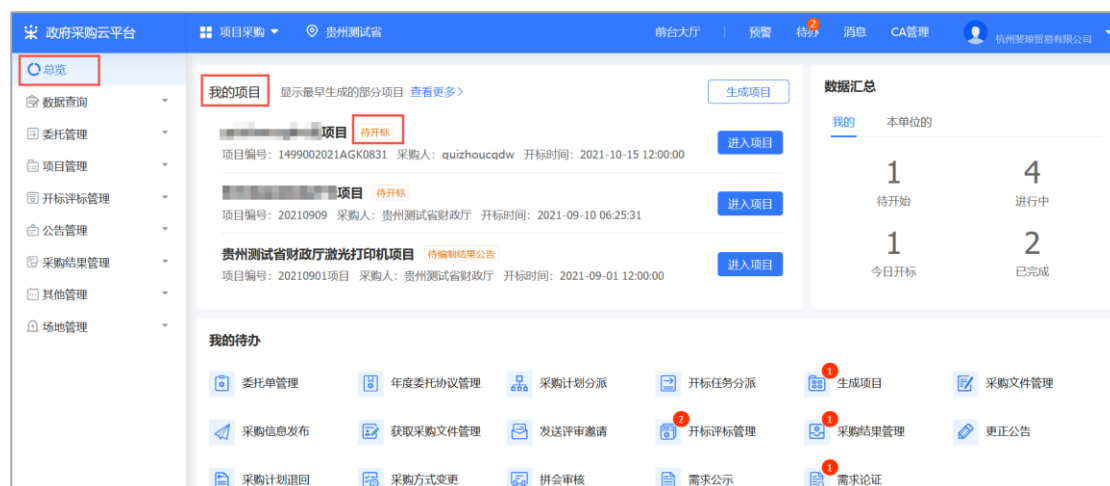 政府采购云平台 项目采购 贵州测试省 前台大厅 预警 待办 2 消息 CA管理
总览
数据查询
委托管理
项目管理
开标评标管理
公告管理
采购结果管理
其他管理
场地管理
我的项目 显示最早生成的部分项目 查看更多> 生成项目
项目 待开标
项目编号：1499002021AGK0831 采购人：guizhoucgdw 开标时间：2021-10-15 12:00:00 进入项目
项目 待开标
项目编号：20210909 采购人：贵州测试省财政厅 开标时间：2021-09-10 06:25:31 进入项目
贵州测试省财政厅激光打印机项目 待编制结果公告
项目编号：20210901项目 采购人：贵州测试省财政厅 开标时间：2021-09-01 12:00:00 进入项目
数据汇总
我的 本单位的
1 4
待开始 进行中
1 2
今日开标 已完成
我的待办
委托单管理 年度委托协议管理 采购计划分派 开标任务分派 生成项目 1 采购文件管理
采购信息发布 获取采购文件管理 发送评审邀请 开标评标管理 2 采购结果管理 1 更正公告
采购计划退回 采购方式变更 拼会审核 需求公示 需求论证 1